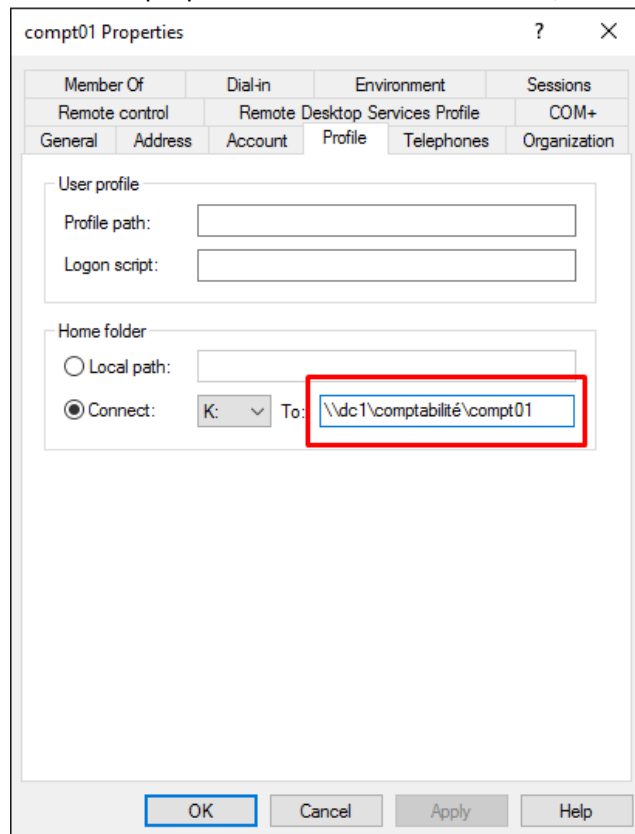 compt01 Properties ? ×
Member Of Dial-in Environment Sessions
Remote control Remote Desktop Services Profile COM+
General Address Account Profile Telephones Organization
User profile
Profile path:
Logon script:
Home folder
Local path:
Connect: K: To: \\dc1\comptabilité\compt01
OK Cancel Apply Help